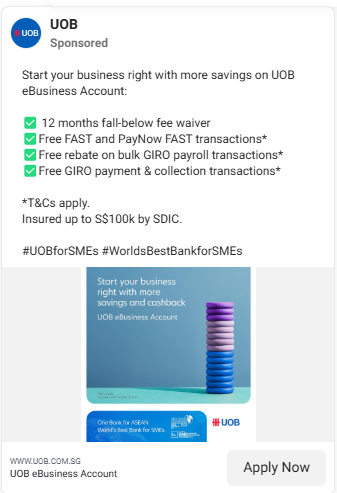 UOB
UOB
Sponsored
Start your business right with more savings on UOB
eBusiness Account:
✅ 12 months fall-below fee waiver
✅ Free FAST and PayNow FAST transactions*
✅ Free rebate on bulk GIRO payroll transactions*
✅ Free GIRO payment & collection transactions*
*T&Cs apply.
Insured up to S$100k by SDIC.
#UOBforSMEs #WorldsBestBankforSMEs
Start your business
right with more
savings and cashback
UOB eBusiness Account
One Bank for ASEAN
World's Best Bank for SMEs
UOB
WWW.UOB.COM.SG
UOB eBusiness Account
Apply Now